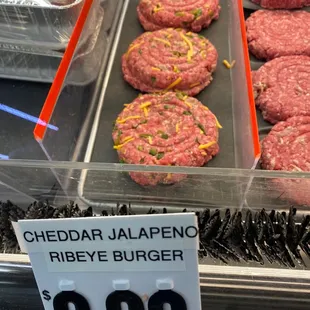 CHEDDAR JALAPENO
RIBEYE BURGER
$